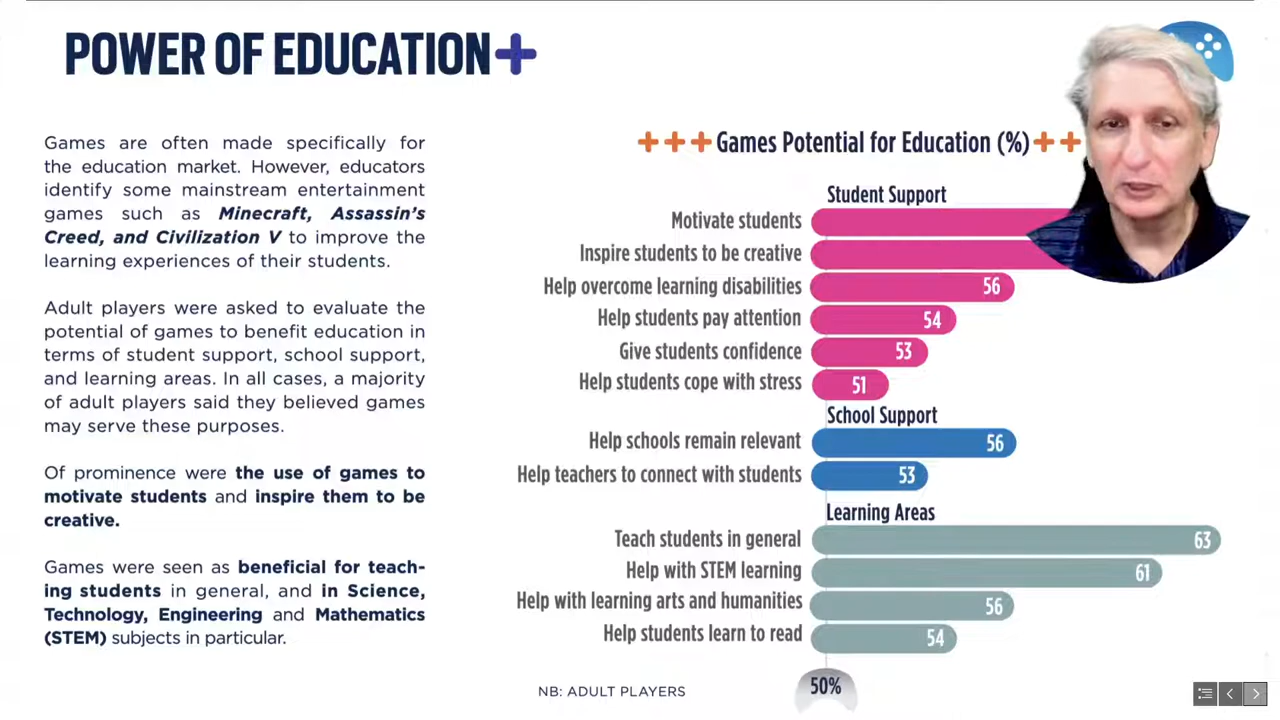 POWER OF EDUCATION+
Games are often made specifically for
the education market. However, educators
identify some mainstream entertainment
games such as Minecraft, Assassin's
Creed, and Civilization V to improve the
learning experiences of their students.
Adult players were asked to evaluate the
potential of games to benefit education in
terms of student support, school support,
and learning areas. In all cases, a majority
of adult players said they believed games
may serve these purposes.
Of prominence were the use of games to
motivate students and inspire them to be
creative.
Games were seen as beneficial for teach-
ing students in general, and in Science,
Technology, Engineering and Mathematics
(STEM) subjects in particular.
+++ Games Potential for Education (%) ++
Student Support
Motivate students
Inspire students to be creative
Help overcome learning disabilities 56
Help students pay attention 54
Give students confidence 53
Help students cope with stress 51
School Support
Help schools remain relevant 56
Help teachers to connect with students 53
Learning Areas
Teach students in general 63
Help with STEM learning 61
Help with learning arts and humanities 56
Help students learn to read 54
50%
NB: ADULT PLAYERS